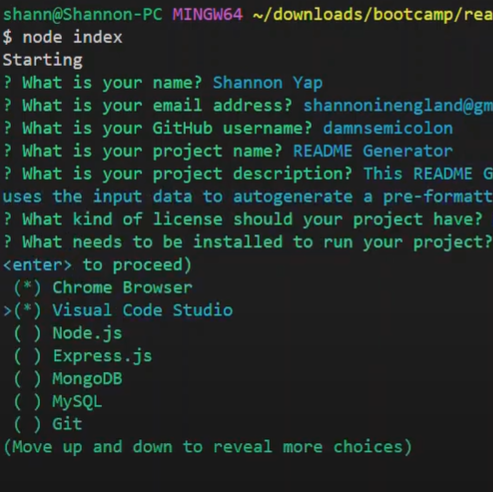 shann@Shannon-PC MINGW64 ~/downloads/bootcamp/rea
$ node index
Starting
? What is your name? Shannon Yap
? What is your email address? shannoninengland@gm
? What is your GitHub username? damnsemicolon
? What is your project name? README Generator
? What is your project description? This README G
uses the input data to autogenerate a pre-formatt
? What kind of license should your project have?
? What needs to be installed to run your project?
<enter> to proceed)
(*) Chrome Browser
>(*) Visual Code Studio
( ) Node.js
( ) Express.js
( ) MongoDB
( ) MySQL
( ) Git
(Move up and down to reveal more choices)